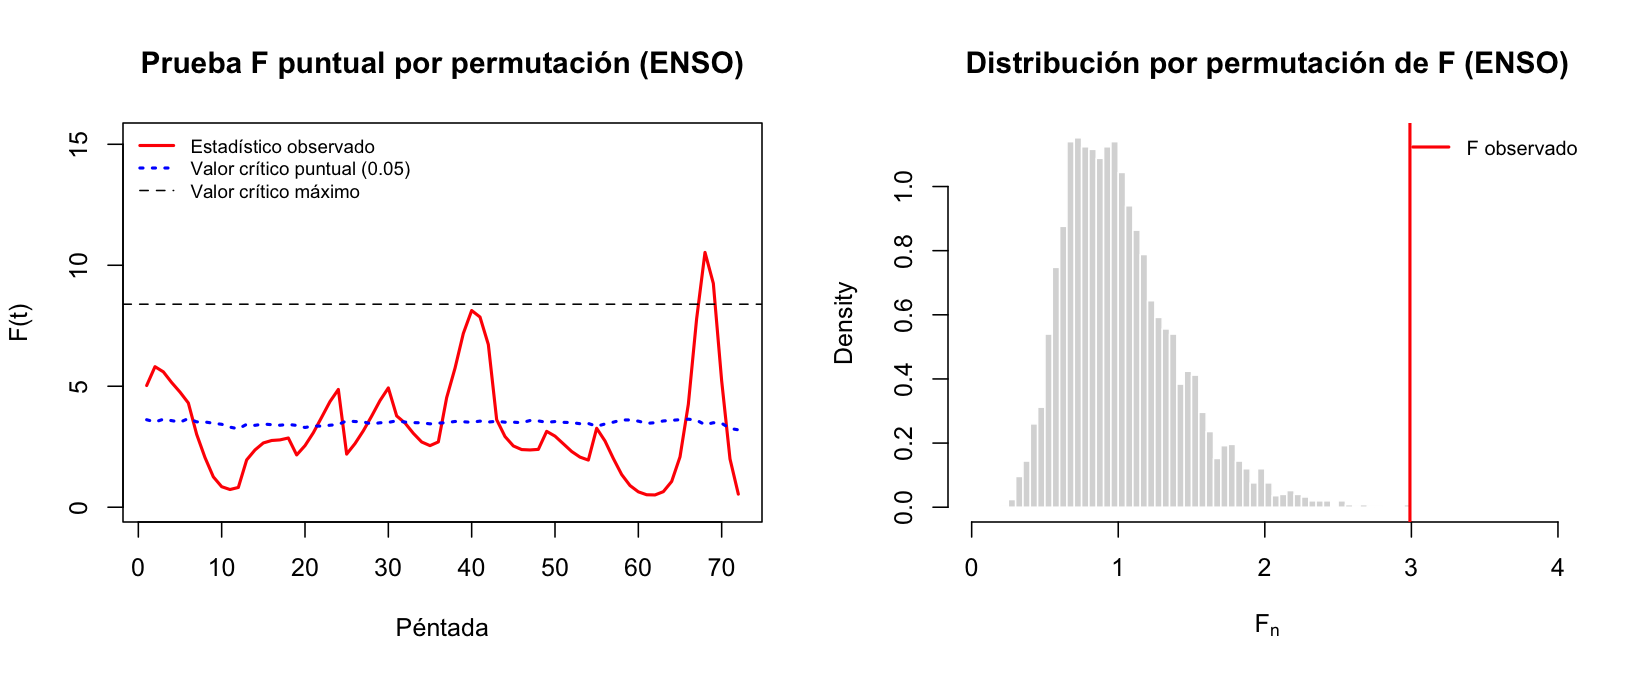 Prueba F puntual por permutación (ENSO)
Estadístico observado
Valor crítico puntual (0.05)
Valor crítico máximo
F(t)
0
5
10
15
0 10 20 30 40 50 60 70
Péntada
Distribución por permutación de F (ENSO)
F observado
Density
0.0
0.2
0.4
0.6
0.8
1.0
0 1 2 3 4
Fn